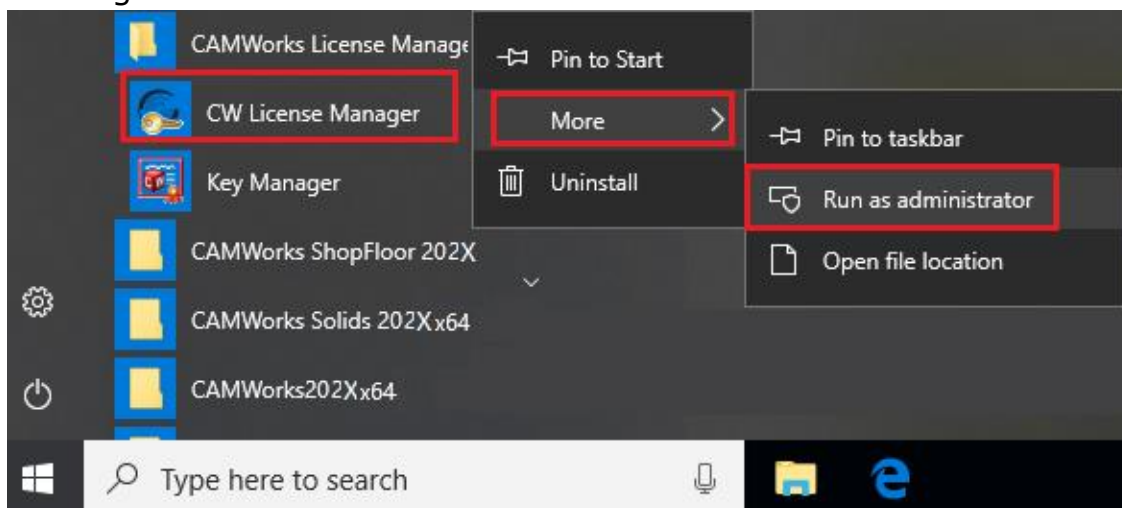 CAMWorks License Manage
CW License Manager
Key Manager
CAMWorks ShopFloor 202X
CAMWorks Solids 202Xx64
CAMWorks202Xx64
Pin to Start
More
Uninstall
Pin to taskbar
Run as administrator
Open file location
Type here to search